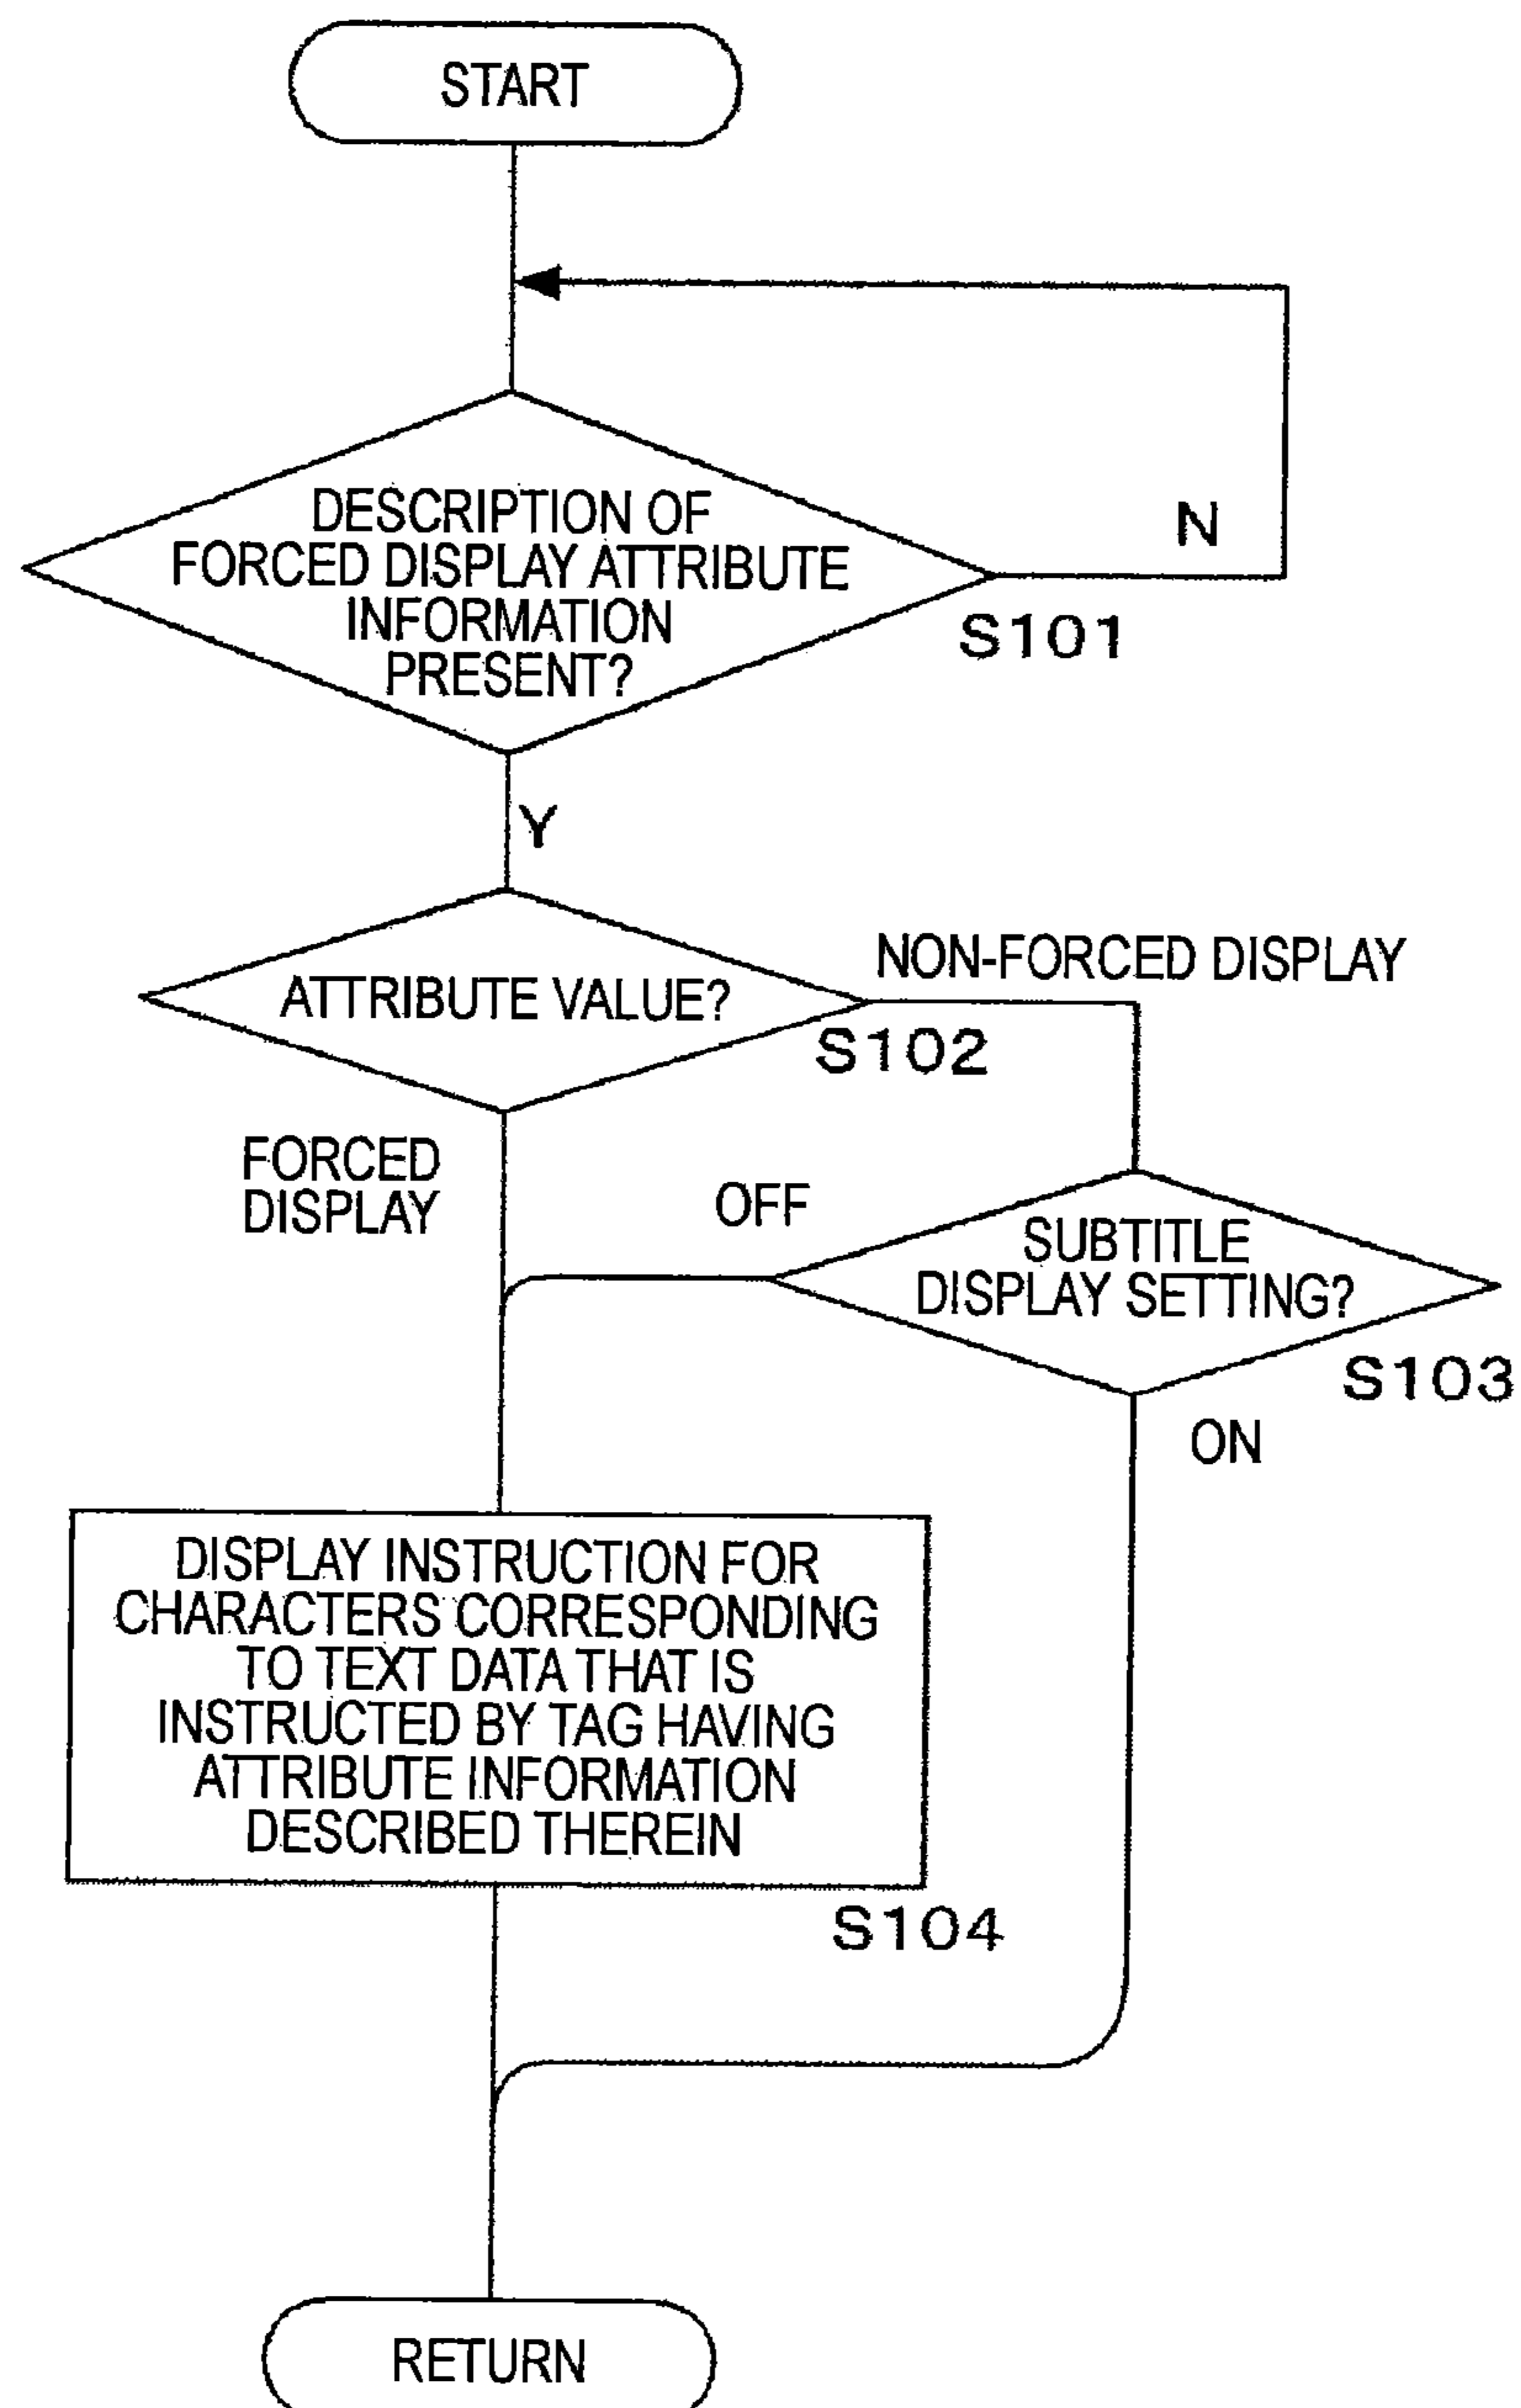 START
DESCRIPTION OF
FORCED DISPLAY ATTRIBUTE
INFORMATION
PRESENT?
N
S101
Y
ATTRIBUTE VALUE?
NON-FORCED DISPLAY
S102
FORCED
DISPLAY
OFF
SUBTITLE
DISPLAY SETTING?
S103
ON
DISPLAY INSTRUCTION FOR
CHARACTERS CORRESPONDING
TO TEXT DATA THAT IS
INSTRUCTED BY TAG HAVING
ATTRIBUTE INFORMATION
DESCRIBED THEREIN
S104
RETURN